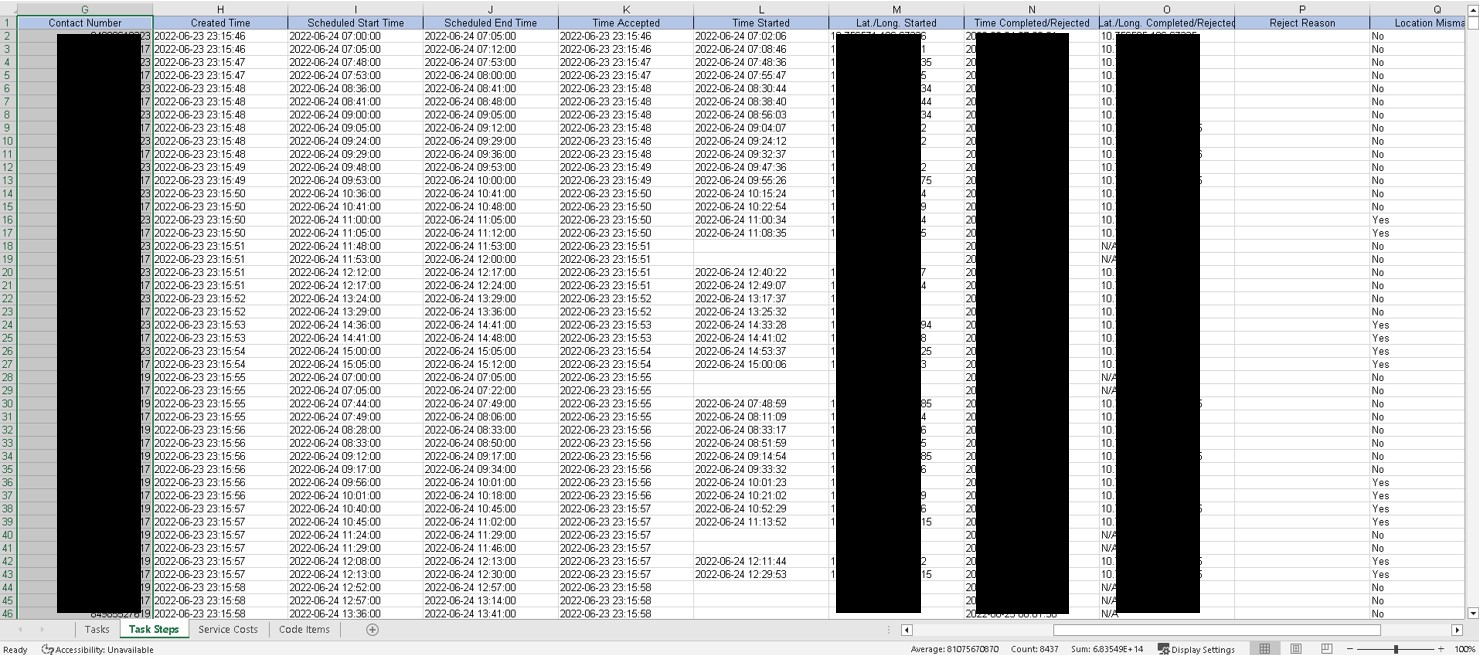 G H I J K L M N O P Q
1 Contact Number Created Time Scheduled Start Time Scheduled End Time Time Accepted Time Started Lat./Long. Started Time Completed/Rejected Lat./Long. Completed/Rejected Reject Reason Location Misma
2 23 2022-06-23 23:15:46 2022-06-24 07:00:00 2022-06-24 07:05:00 2022-06-23 23:15:46 2022-06-24 07:02:06 10. No
3 17 2022-06-23 23:15:46 2022-06-24 07:05:00 2022-06-24 07:12:00 2022-06-23 23:15:46 2022-06-24 07:08:46 1 1 20 10. No
4 23 2022-06-23 23:15:47 2022-06-24 07:48:00 2022-06-24 07:53:00 2022-06-23 23:15:47 2022-06-24 07:48:36 1 35 20 10. No
5 17 2022-06-23 23:15:47 2022-06-24 07:53:00 2022-06-24 08:00:00 2022-06-23 23:15:47 2022-06-24 07:55:47 1 5 20 10. No
6 23 2022-06-23 23:15:48 2022-06-24 08:36:00 2022-06-24 08:41:00 2022-06-23 23:15:48 2022-06-24 08:30:44 1 34 20 10. No
7 17 2022-06-23 23:15:48 2022-06-24 08:41:00 2022-06-24 08:48:00 2022-06-23 23:15:48 2022-06-24 08:38:40 1 44 20 10. No
8 23 2022-06-23 23:15:48 2022-06-24 09:00:00 2022-06-24 09:05:00 2022-06-23 23:15:48 2022-06-24 08:56:03 1 34 20 10. No
9 17 2022-06-23 23:15:48 2022-06-24 09:05:00 2022-06-24 09:12:00 2022-06-23 23:15:48 2022-06-24 09:04:07 1 2 20 10. 5 No
10 23 2022-06-23 23:15:48 2022-06-24 09:24:00 2022-06-24 09:29:00 2022-06-23 23:15:48 2022-06-24 09:24:12 1 2 20 10. No
11 17 2022-06-23 23:15:48 2022-06-24 09:29:00 2022-06-24 09:36:00 2022-06-23 23:15:48 2022-06-24 09:32:37 1 20 10. No
12 23 2022-06-23 23:15:49 2022-06-24 09:48:00 2022-06-24 09:53:00 2022-06-23 23:15:49 2022-06-24 09:47:36 1 2 20 10. No
13 17 2022-06-23 23:15:49 2022-06-24 09:53:00 2022-06-24 10:00:00 2022-06-23 23:15:49 2022-06-24 09:55:26 1 75 20 10. 5 No
14 23 2022-06-23 23:15:50 2022-06-24 10:36:00 2022-06-24 10:41:00 2022-06-23 23:15:50 2022-06-24 10:15:24 1 4 20 10. No
15 17 2022-06-23 23:15:50 2022-06-24 10:41:00 2022-06-24 10:48:00 2022-06-23 23:15:50 2022-06-24 10:22:54 1 9 20 10. No
16 23 2022-06-23 23:15:50 2022-06-24 11:00:00 2022-06-24 11:05:00 2022-06-23 23:15:50 2022-06-24 11:00:34 1 4 20 10. Yes
17 17 2022-06-23 23:15:50 2022-06-24 11:05:00 2022-06-24 11:12:00 2022-06-23 23:15:50 2022-06-24 11:08:35 1 5 20 10. Yes
18 23 2022-06-23 23:15:51 2022-06-24 11:48:00 2022-06-24 11:53:00 2022-06-23 23:15:51 20 N/A No
19 17 2022-06-23 23:15:51 2022-06-24 11:53:00 2022-06-24 12:00:00 2022-06-23 23:15:51 20 N/A No
20 23 2022-06-23 23:15:51 2022-06-24 12:12:00 2022-06-24 12:17:00 2022-06-23 23:15:51 2022-06-24 12:40:22 1 7 20 10. No
21 17 2022-06-23 23:15:51 2022-06-24 12:17:00 2022-06-24 12:24:00 2022-06-23 23:15:51 2022-06-24 12:49:07 1 4 20 10. No
22 23 2022-06-23 23:15:52 2022-06-24 13:24:00 2022-06-24 13:29:00 2022-06-23 23:15:52 2022-06-24 13:17:37 1 20 10. No
23 17 2022-06-23 23:15:52 2022-06-24 13:29:00 2022-06-24 13:36:00 2022-06-23 23:15:52 2022-06-24 13:25:32 1 20 10. No
24 23 2022-06-23 23:15:53 2022-06-24 14:36:00 2022-06-24 14:41:00 2022-06-23 23:15:53 2022-06-24 14:33:28 1 94 20 10. Yes
25 17 2022-06-23 23:15:53 2022-06-24 14:41:00 2022-06-24 14:48:00 2022-06-23 23:15:53 2022-06-24 14:41:02 1 8 20 10. Yes
26 23 2022-06-23 23:15:54 2022-06-24 15:00:00 2022-06-24 15:05:00 2022-06-23 23:15:54 2022-06-24 14:53:37 1 25 20 10. Yes
27 17 2022-06-23 23:15:54 2022-06-24 15:05:00 2022-06-24 15:12:00 2022-06-23 23:15:54 2022-06-24 15:00:06 1 3 20 10. Yes
28 19 2022-06-23 23:15:55 2022-06-24 07:00:00 2022-06-24 07:05:00 2022-06-23 23:15:55 20 N/A No
29 17 2022-06-23 23:15:55 2022-06-24 07:05:00 2022-06-24 07:22:00 2022-06-23 23:15:55 20 N/A No
30 19 2022-06-23 23:15:55 2022-06-24 07:44:00 2022-06-24 07:49:00 2022-06-23 23:15:55 2022-06-24 07:48:59 1 85 20 10. 5 No
31 17 2022-06-23 23:15:55 2022-06-24 07:49:00 2022-06-24 08:06:00 2022-06-23 23:15:55 2022-06-24 08:11:09 1 4 20 10. No
32 19 2022-06-23 23:15:56 2022-06-24 08:28:00 2022-06-24 08:33:00 2022-06-23 23:15:56 2022-06-24 08:33:17 1 6 20 10. No
33 17 2022-06-23 23:15:56 2022-06-24 08:33:00 2022-06-24 08:50:00 2022-06-23 23:15:56 2022-06-24 08:51:59 1 5 20 10. No
34 19 2022-06-23 23:15:56 2022-06-24 09:12:00 2022-06-24 09:17:00 2022-06-23 23:15:56 2022-06-24 09:14:54 1 85 20 10. 5 No
35 17 2022-06-23 23:15:56 2022-06-24 09:17:00 2022-06-24 09:34:00 2022-06-23 23:15:56 2022-06-24 09:33:32 1 6 20 10. No
36 19 2022-06-23 23:15:56 2022-06-24 09:56:00 2022-06-24 10:01:00 2022-06-23 23:15:56 2022-06-24 10:01:23 1 20 10. Yes
37 17 2022-06-23 23:15:56 2022-06-24 10:01:00 2022-06-24 10:18:00 2022-06-23 23:15:56 2022-06-24 10:21:02 1 9 20 10. Yes
38 19 2022-06-23 23:15:57 2022-06-24 10:40:00 2022-06-24 10:45:00 2022-06-23 23:15:57 2022-06-24 10:52:29 1 6 20 10. 5 Yes
39 17 2022-06-23 23:15:57 2022-06-24 10:45:00 2022-06-24 11:02:00 2022-06-23 23:15:57 2022-06-24 11:13:52 1 15 20 10. Yes
40 19 2022-06-23 23:15:57 2022-06-24 11:24:00 2022-06-24 11:29:00 2022-06-23 23:15:57 20 N/A No
41 17 2022-06-23 23:15:57 2022-06-24 11:29:00 2022-06-24 11:46:00 2022-06-23 23:15:57 20 N/A No
42 19 2022-06-23 23:15:57 2022-06-24 12:08:00 2022-06-24 12:13:00 2022-06-23 23:15:57 2022-06-24 12:11:44 1 2 20 10. 5 Yes
43 17 2022-06-23 23:15:57 2022-06-24 12:13:00 2022-06-24 12:30:00 2022-06-23 23:15:57 2022-06-24 12:29:53 1 15 20 10. Yes
44 19 2022-06-23 23:15:58 2022-06-24 12:52:00 2022-06-24 12:57:00 2022-06-23 23:15:58 20 N/A No
45 17 2022-06-23 23:15:58 2022-06-24 12:57:00 2022-06-24 13:14:00 2022-06-23 23:15:58 20 N/A No
46 19 2022-06-23 23:15:58 2022-06-24 13:36:00 2022-06-24 13:41:00 2022-06-23 23:15:58 N/A No
Tasks Task Steps Service Costs Code Items
Ready Accessibility: Unavailable Average: 81075670870 Count: 8437 Sum: 6.83549E+14 Display Settings 100%